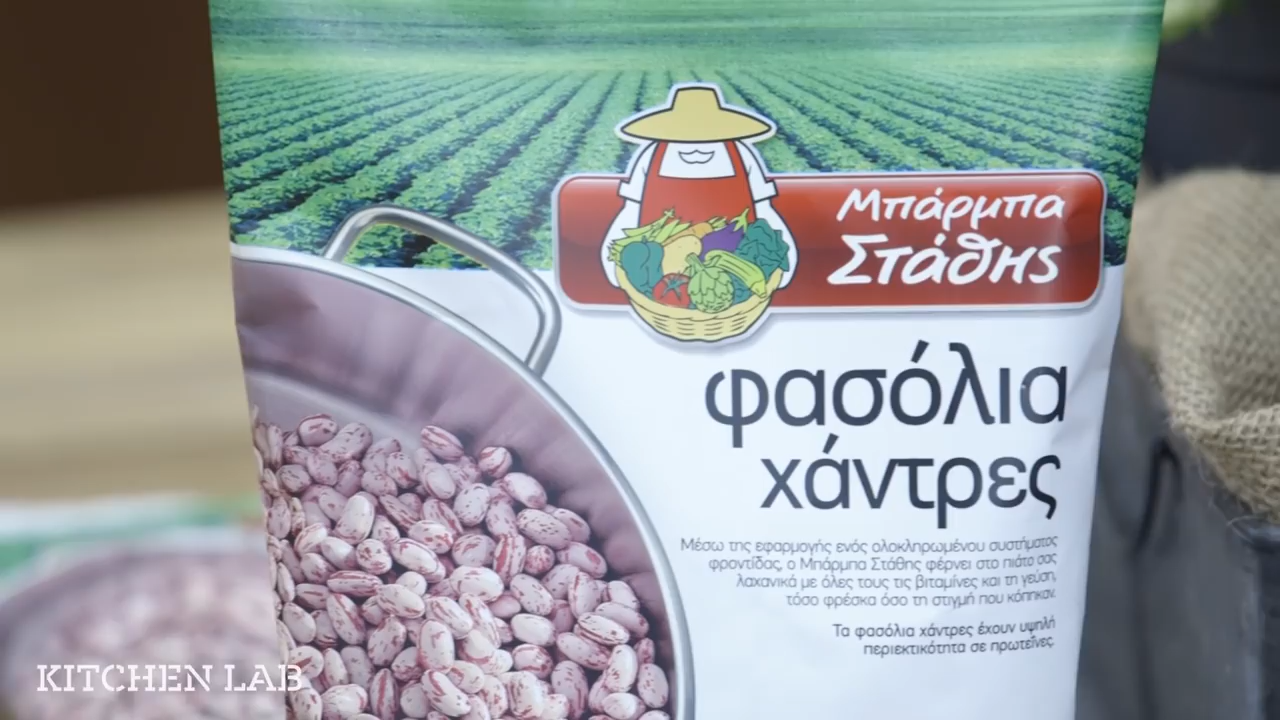 Μπάρμπα
Στάθης
φασόλια
χάντρες
Μέσω της εφαρμογής ενός ολοκληρωμένου συστήματος
φροντίδας, ο Μπάρμπα Στάθης φέρνει στο πιάτο σας
λαχανικά με όλες τους τις βιταμίνες και τη γεύση,
τόσο φρέσκα όσο τη στιγμή που κόπηκαν.
Τα φασόλια χάντρες έχουν υψηλή
περιεκτικότητα σε πρωτεΐνες.
KITCHEN LAB